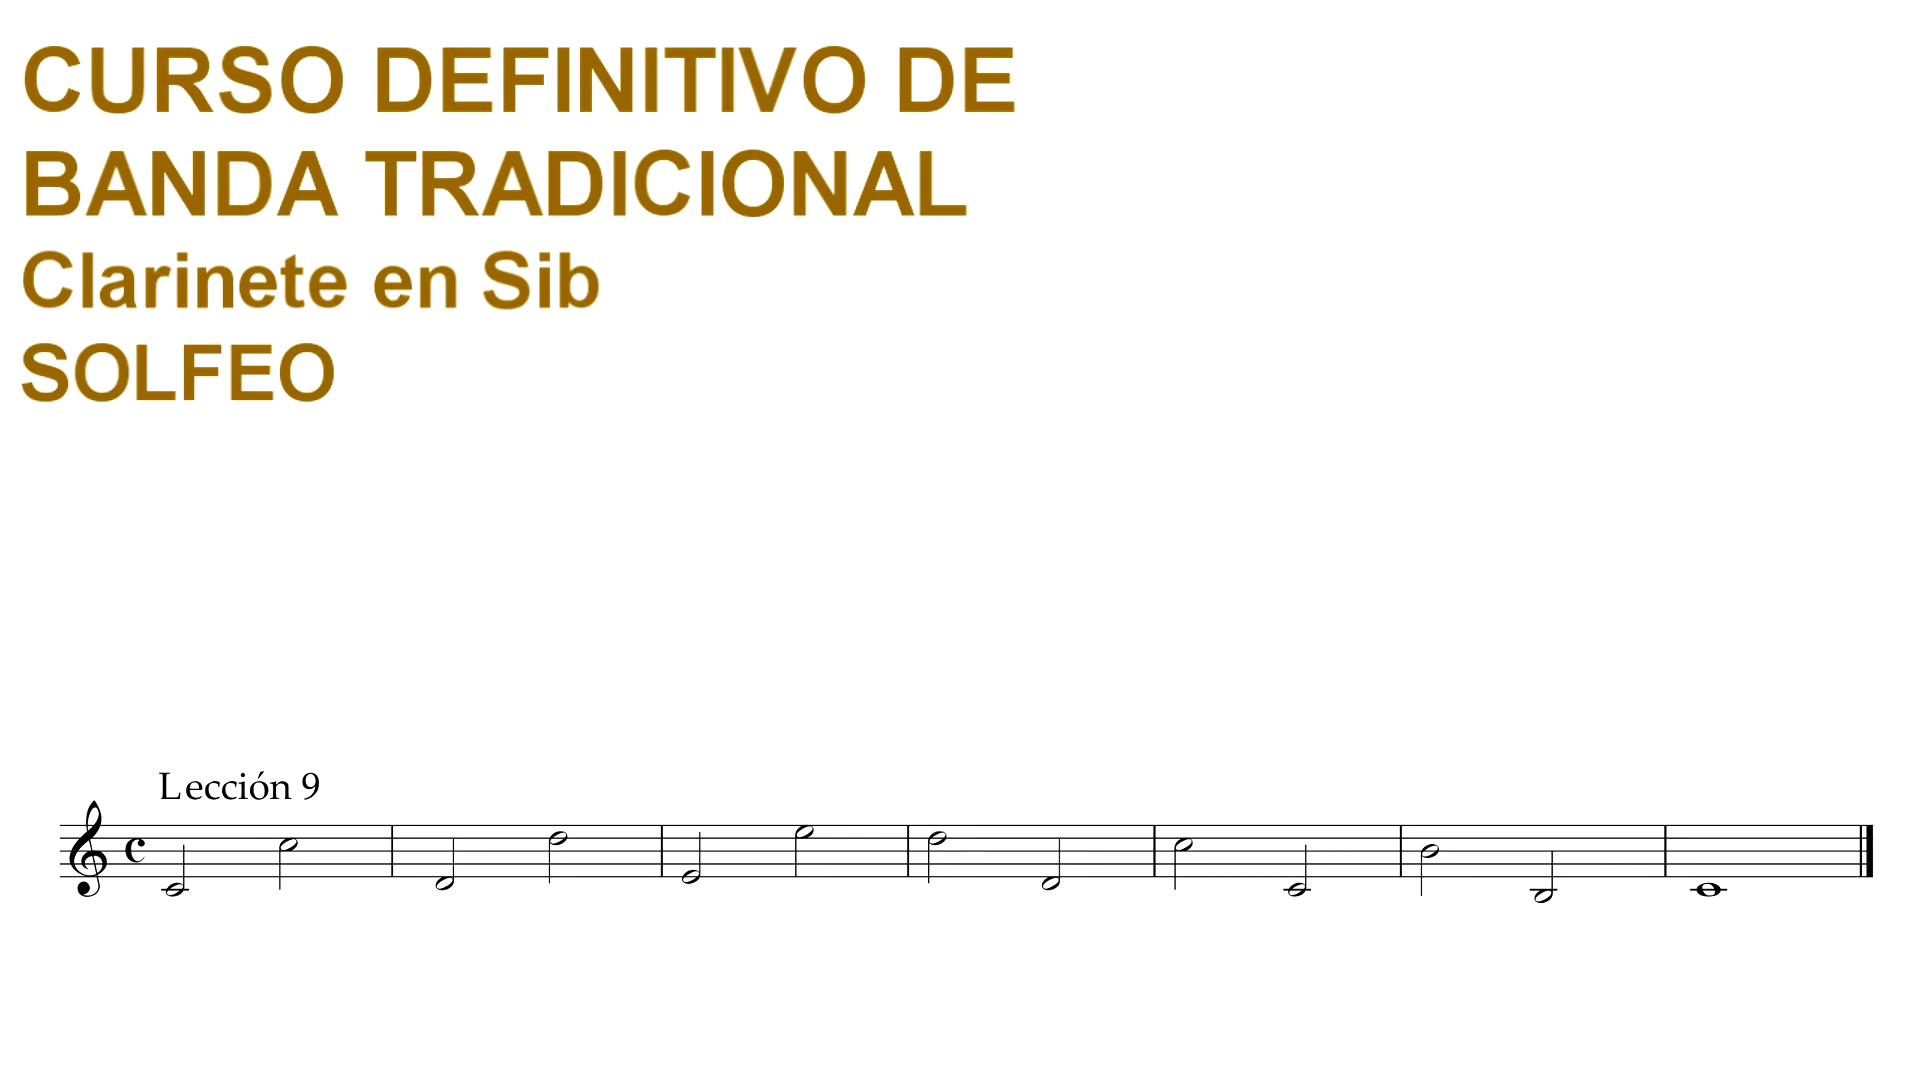 CURSO DEFINITIVO DE
BANDA TRADICIONAL
Clarinete en Sib
SOLFEO
Lección 9